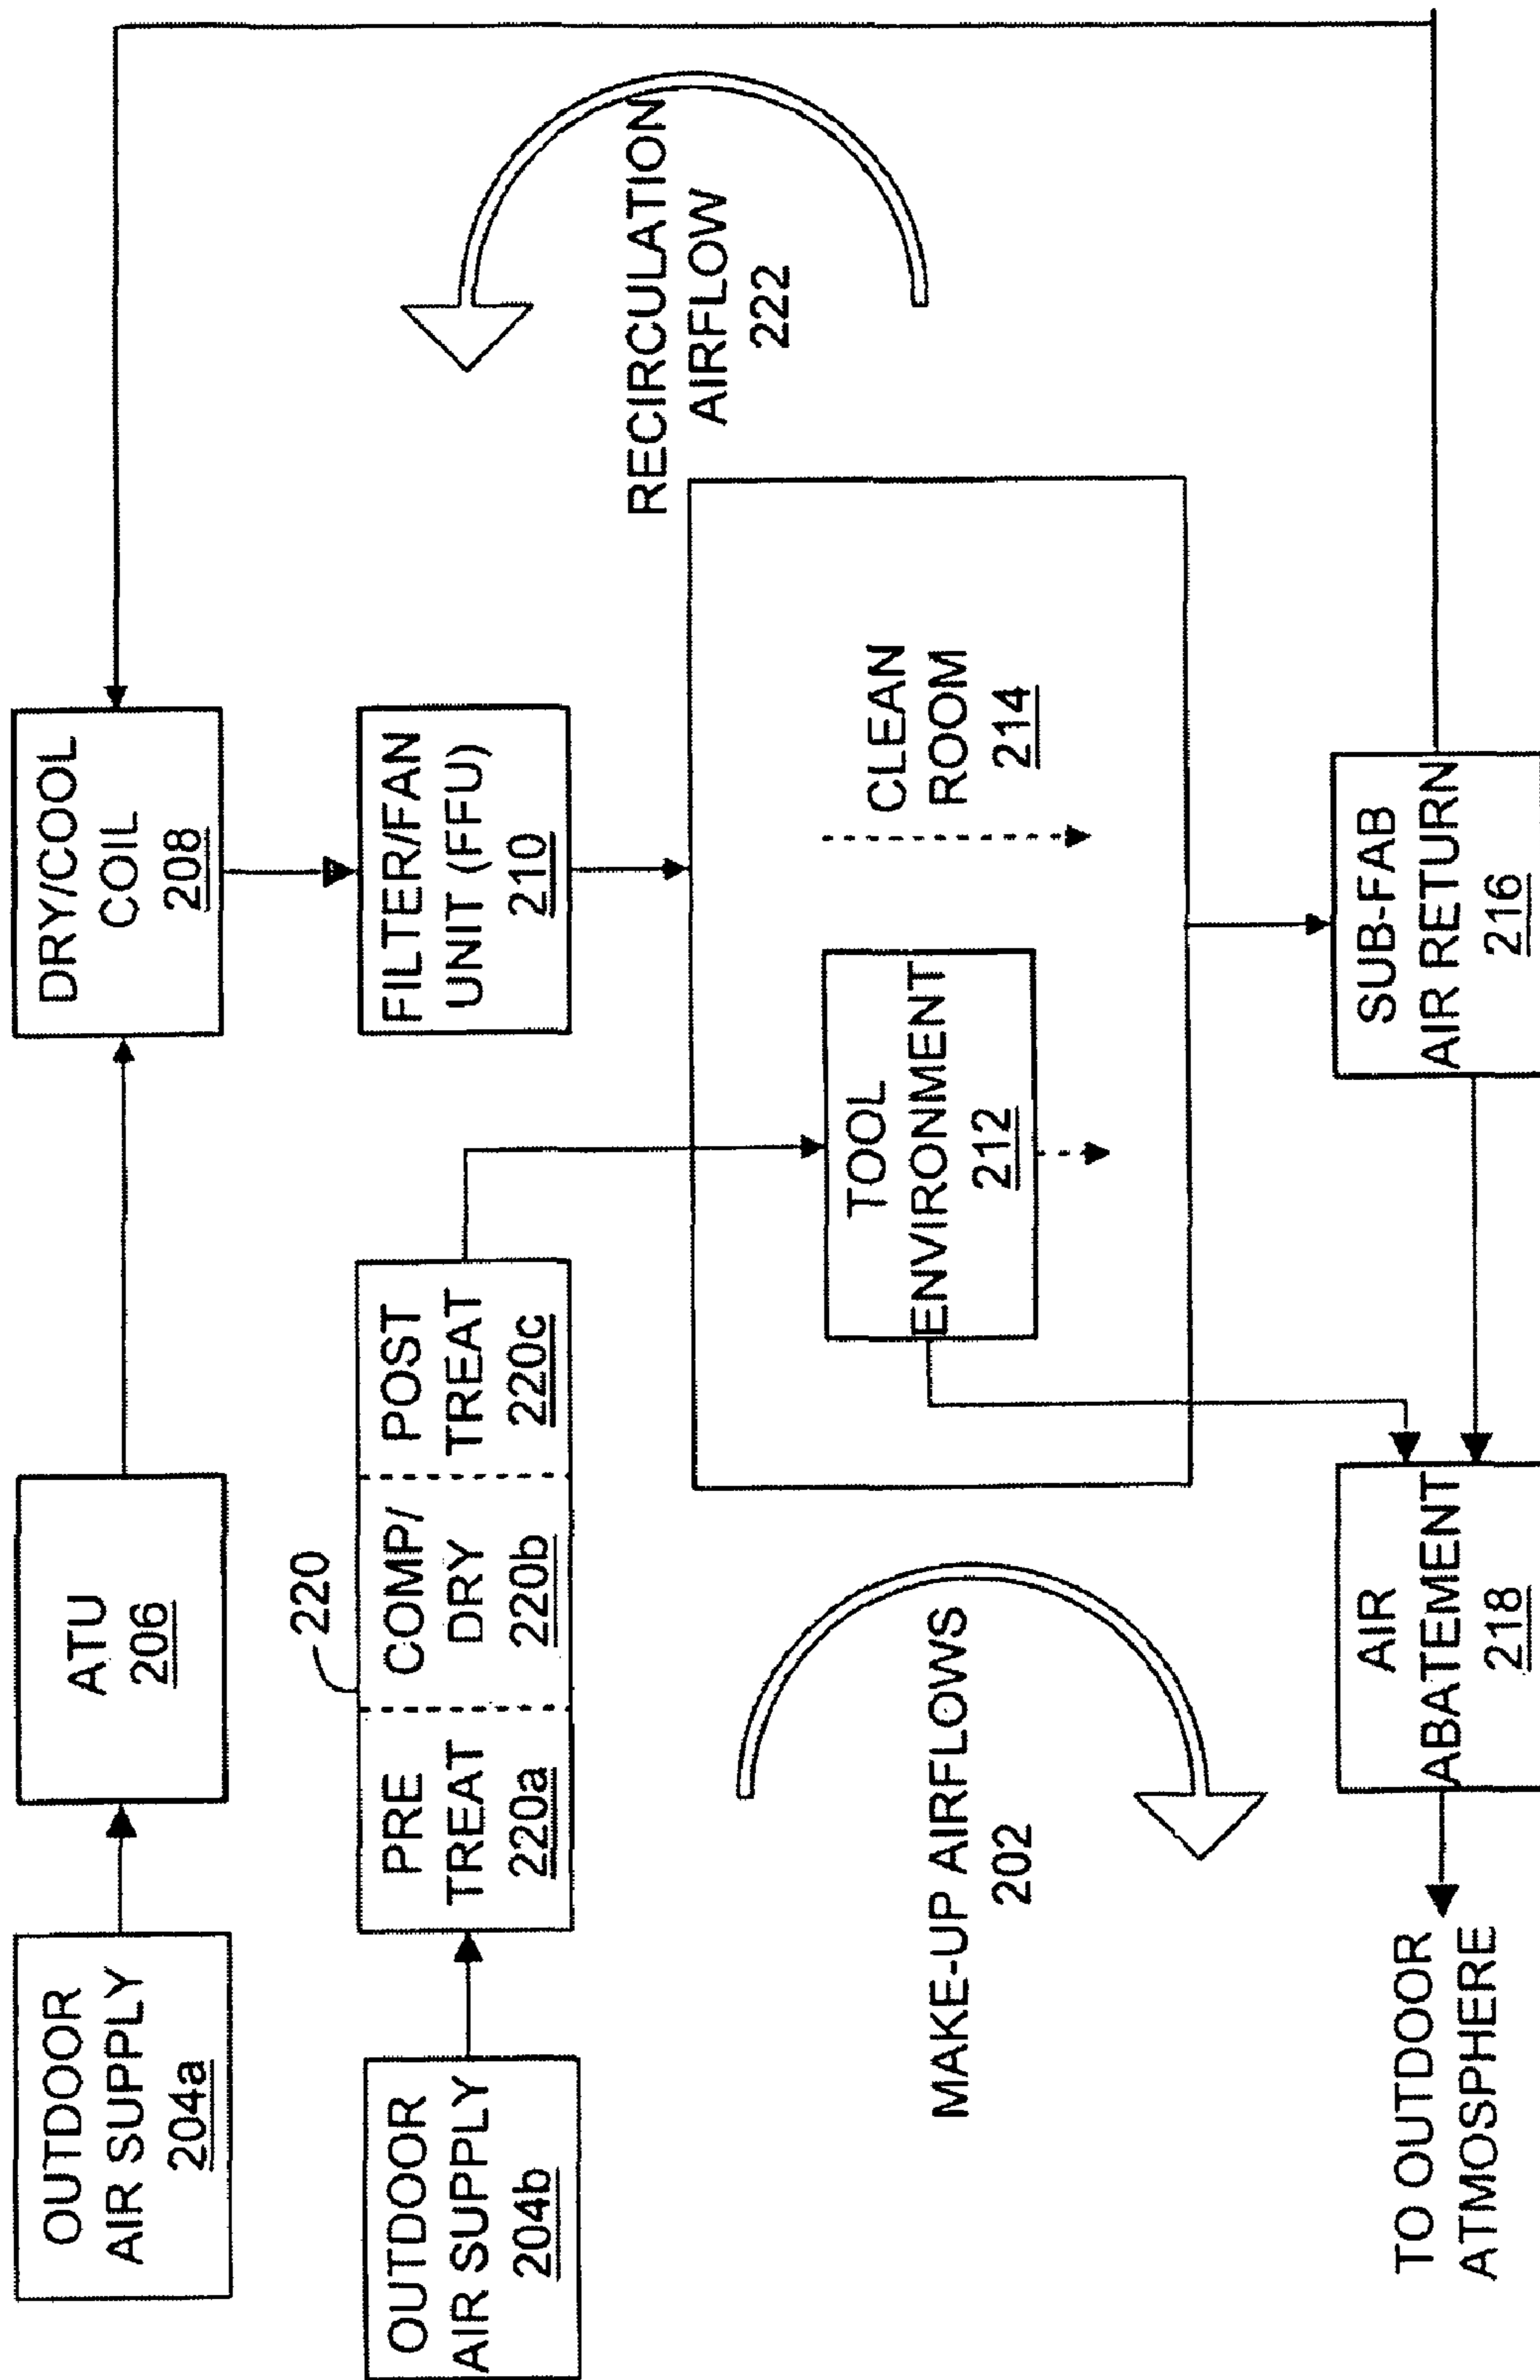 OUTDOOR
AIR SUPPLY
204a
ATU
206
DRY/COOL
COIL
208
OUTDOOR
AIR SUPPLY
204b
220
PRE
TREAT
220a
COMP/
DRY
220b
POST
TREAT
220c
FILTER/FAN
UNIT (FFU)
210
RECIRCULATION
AIRFLOW
222
MAKE-UP AIRFLOWS
202
TOOL
ENVIRONMENT
212
CLEAN
ROOM
214
TO OUTDOOR
ATMOSPHERE
AIR
ABATEMENT
218
SUB-FAB
AIR RETURN
216